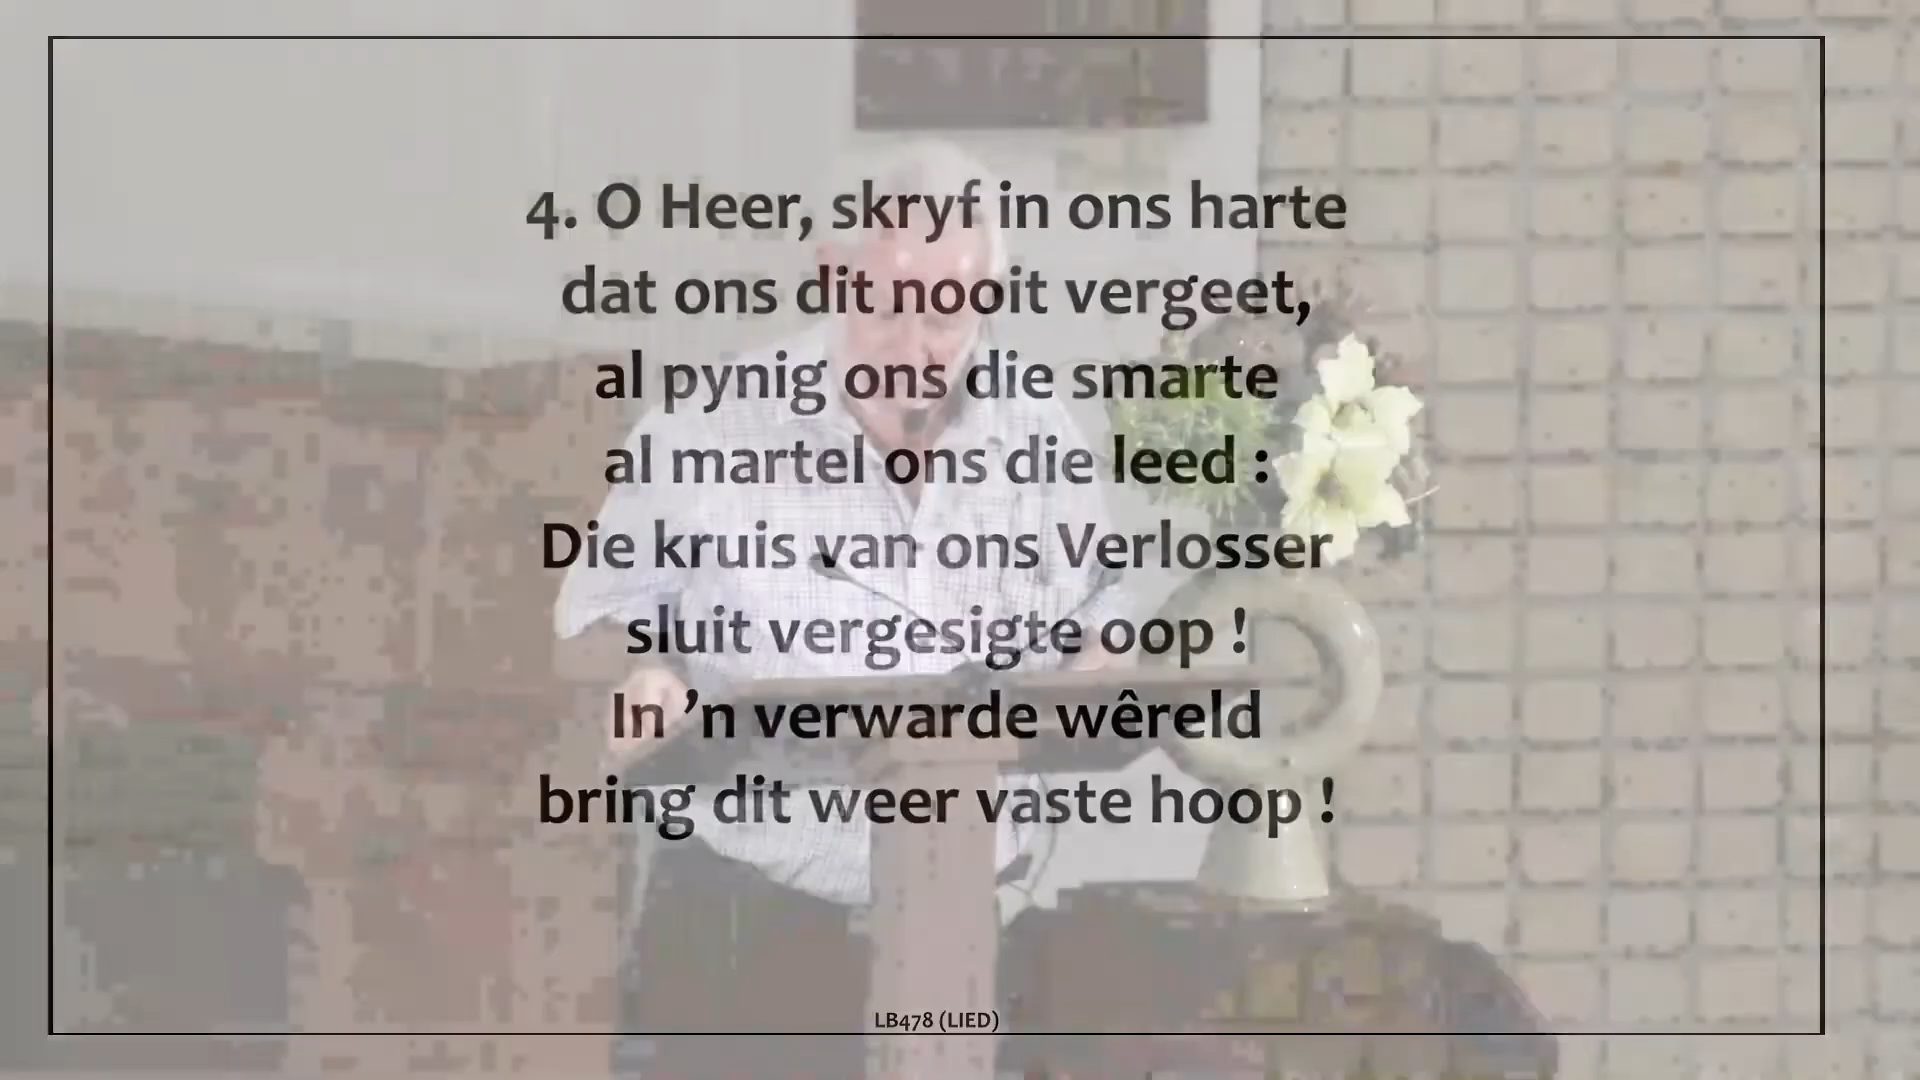 4. O Heer, skryf in ons harte
dat ons dit nooit vergeet,
al pynig ons die smarte
al martel ons die leed :
Die kruis van ons Verlosser
sluit vergesigte oop !
In ’n verwarde wêreld
bring dit weer vaste hoop !
LB478 (LIED)